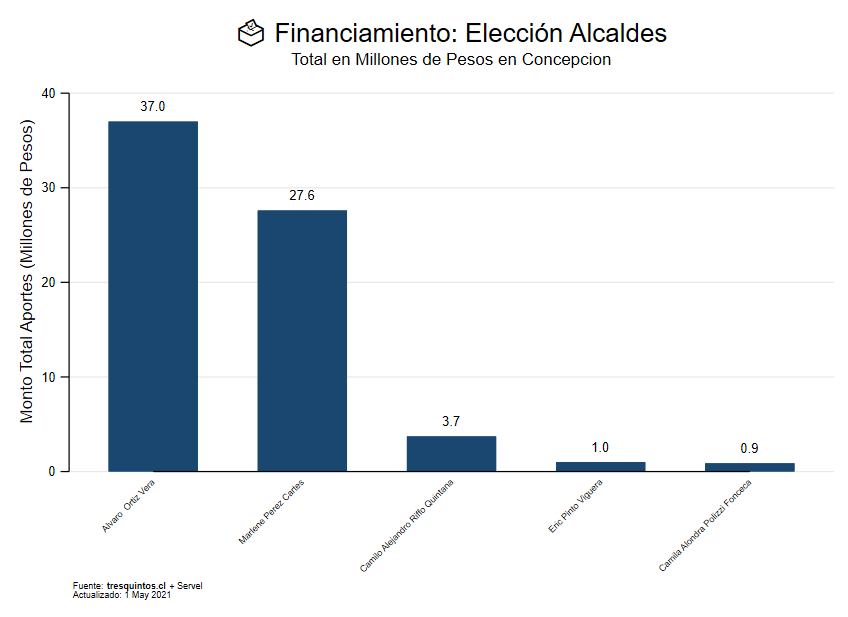 Financiamiento: Elección Alcaldes
Total en Millones de Pesos en Concepcion
Monto Total Aportes (Millones de Pesos)
40
30
20
10
0
37.0
27.6
3.7
1.0
0.9
Alvaro Ortiz Vera
Marlene Perez Cartes
Camilo Alejandro Riffo Quintana
Eric Pinto Viguera
Camila Alondra Polizzi Fonceca
Fuente: tresquintos.cl + Servel
Actualizado: 1 May 2021